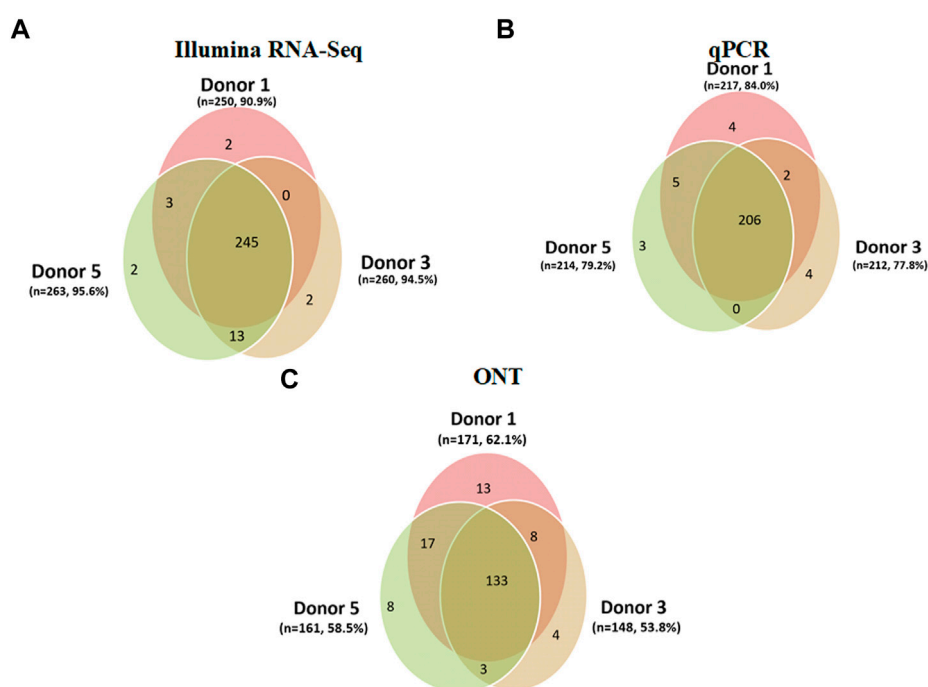 A
Illumina RNA-Seq
Donor 1
(n=250, 90.9%)
2
3
0
245
Donor 5
(n=263, 95.6%)
2
Donor 3
(n=260, 94.5%)
2
13
B
qPCR
Donor 1
(n=217, 84.0%)
4
5
2
206
Donor 5
(n=214, 79.2%)
3
Donor 3
(n=212, 77.8%)
4
0
C
ONT
Donor 1
(n=171, 62.1%)
13
17
8
133
Donor 5
(n=161, 58.5%)
8
Donor 3
(n=148, 53.8%)
4
3